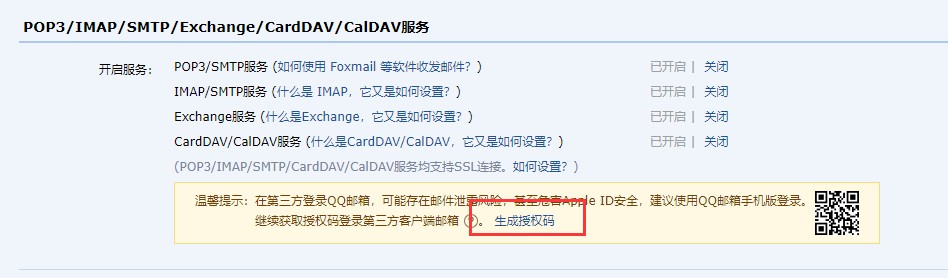 POP3/IMAP/SMTP/Exchange/CardDAV/CalDAV服务
开启服务： POP3/SMTP服务 (如何使用 Foxmail 等软件收发邮件？) 已开启 | 关闭
IMAP/SMTP服务 (什么是 IMAP，它又是如何设置？) 已开启 | 关闭
Exchange服务 (什么是Exchange，它又是如何设置？) 已开启 | 关闭
CardDAV/CalDAV服务 (什么是CardDAV/CalDAV，它又是如何设置？) 已开启 | 关闭
(POP3/IMAP/SMTP/CardDAV/CalDAV服务均支持SSL连接。如何设置？)
温馨提示：在第三方登录QQ邮箱，可能存在邮件泄露风险，甚至危害Apple ID安全，建议使用QQ邮箱手机版登录。
继续获取授权码登录第三方客户端邮箱 ?。 生成授权码